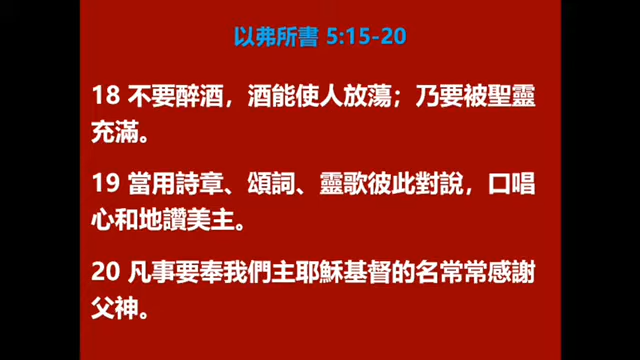 以弗所書 5:15-20
18 不要醉酒，酒能使人放蕩；乃要被聖靈
充滿。
19 當用詩章、頌詞、靈歌彼此對說，口唱
心和地讚美主。
20 凡事要奉我們主耶穌基督的名常常感謝
父神。